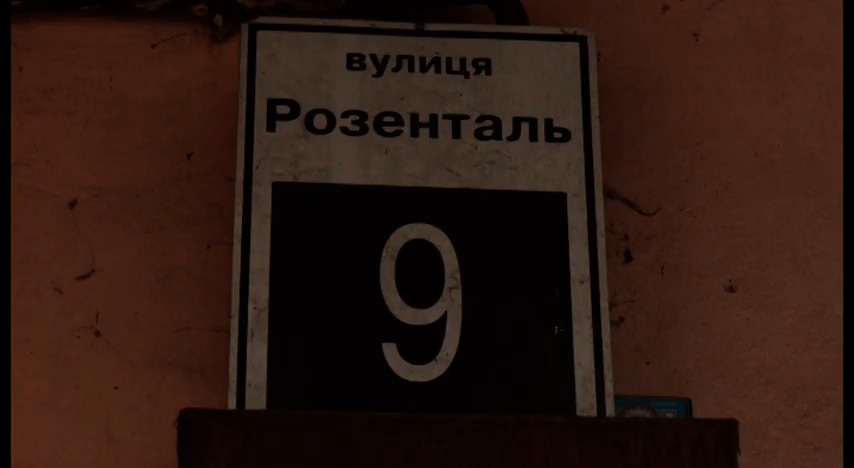 вулиця
Розенталь
9